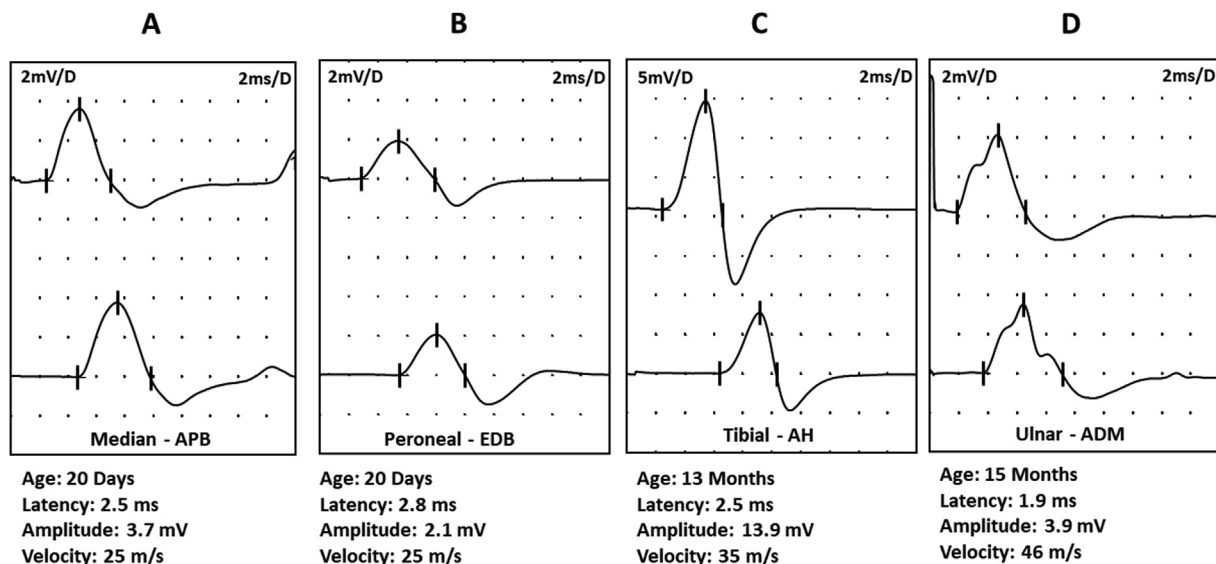 A
B
C
D
2mV/D 2ms/D
2mV/D 2ms/D
5mV/D 2ms/D
2mV/D 2ms/D
Median - APB
Peroneal - EDB
Tibial - AH
Ulnar - ADM
Age: 20 Days
Latency: 2.5 ms
Amplitude: 3.7 mV
Velocity: 25 m/s
Age: 20 Days
Latency: 2.8 ms
Amplitude: 2.1 mV
Velocity: 25 m/s
Age: 13 Months
Latency: 2.5 ms
Amplitude: 13.9 mV
Velocity: 35 m/s
Age: 15 Months
Latency: 1.9 ms
Amplitude: 3.9 mV
Velocity: 46 m/s